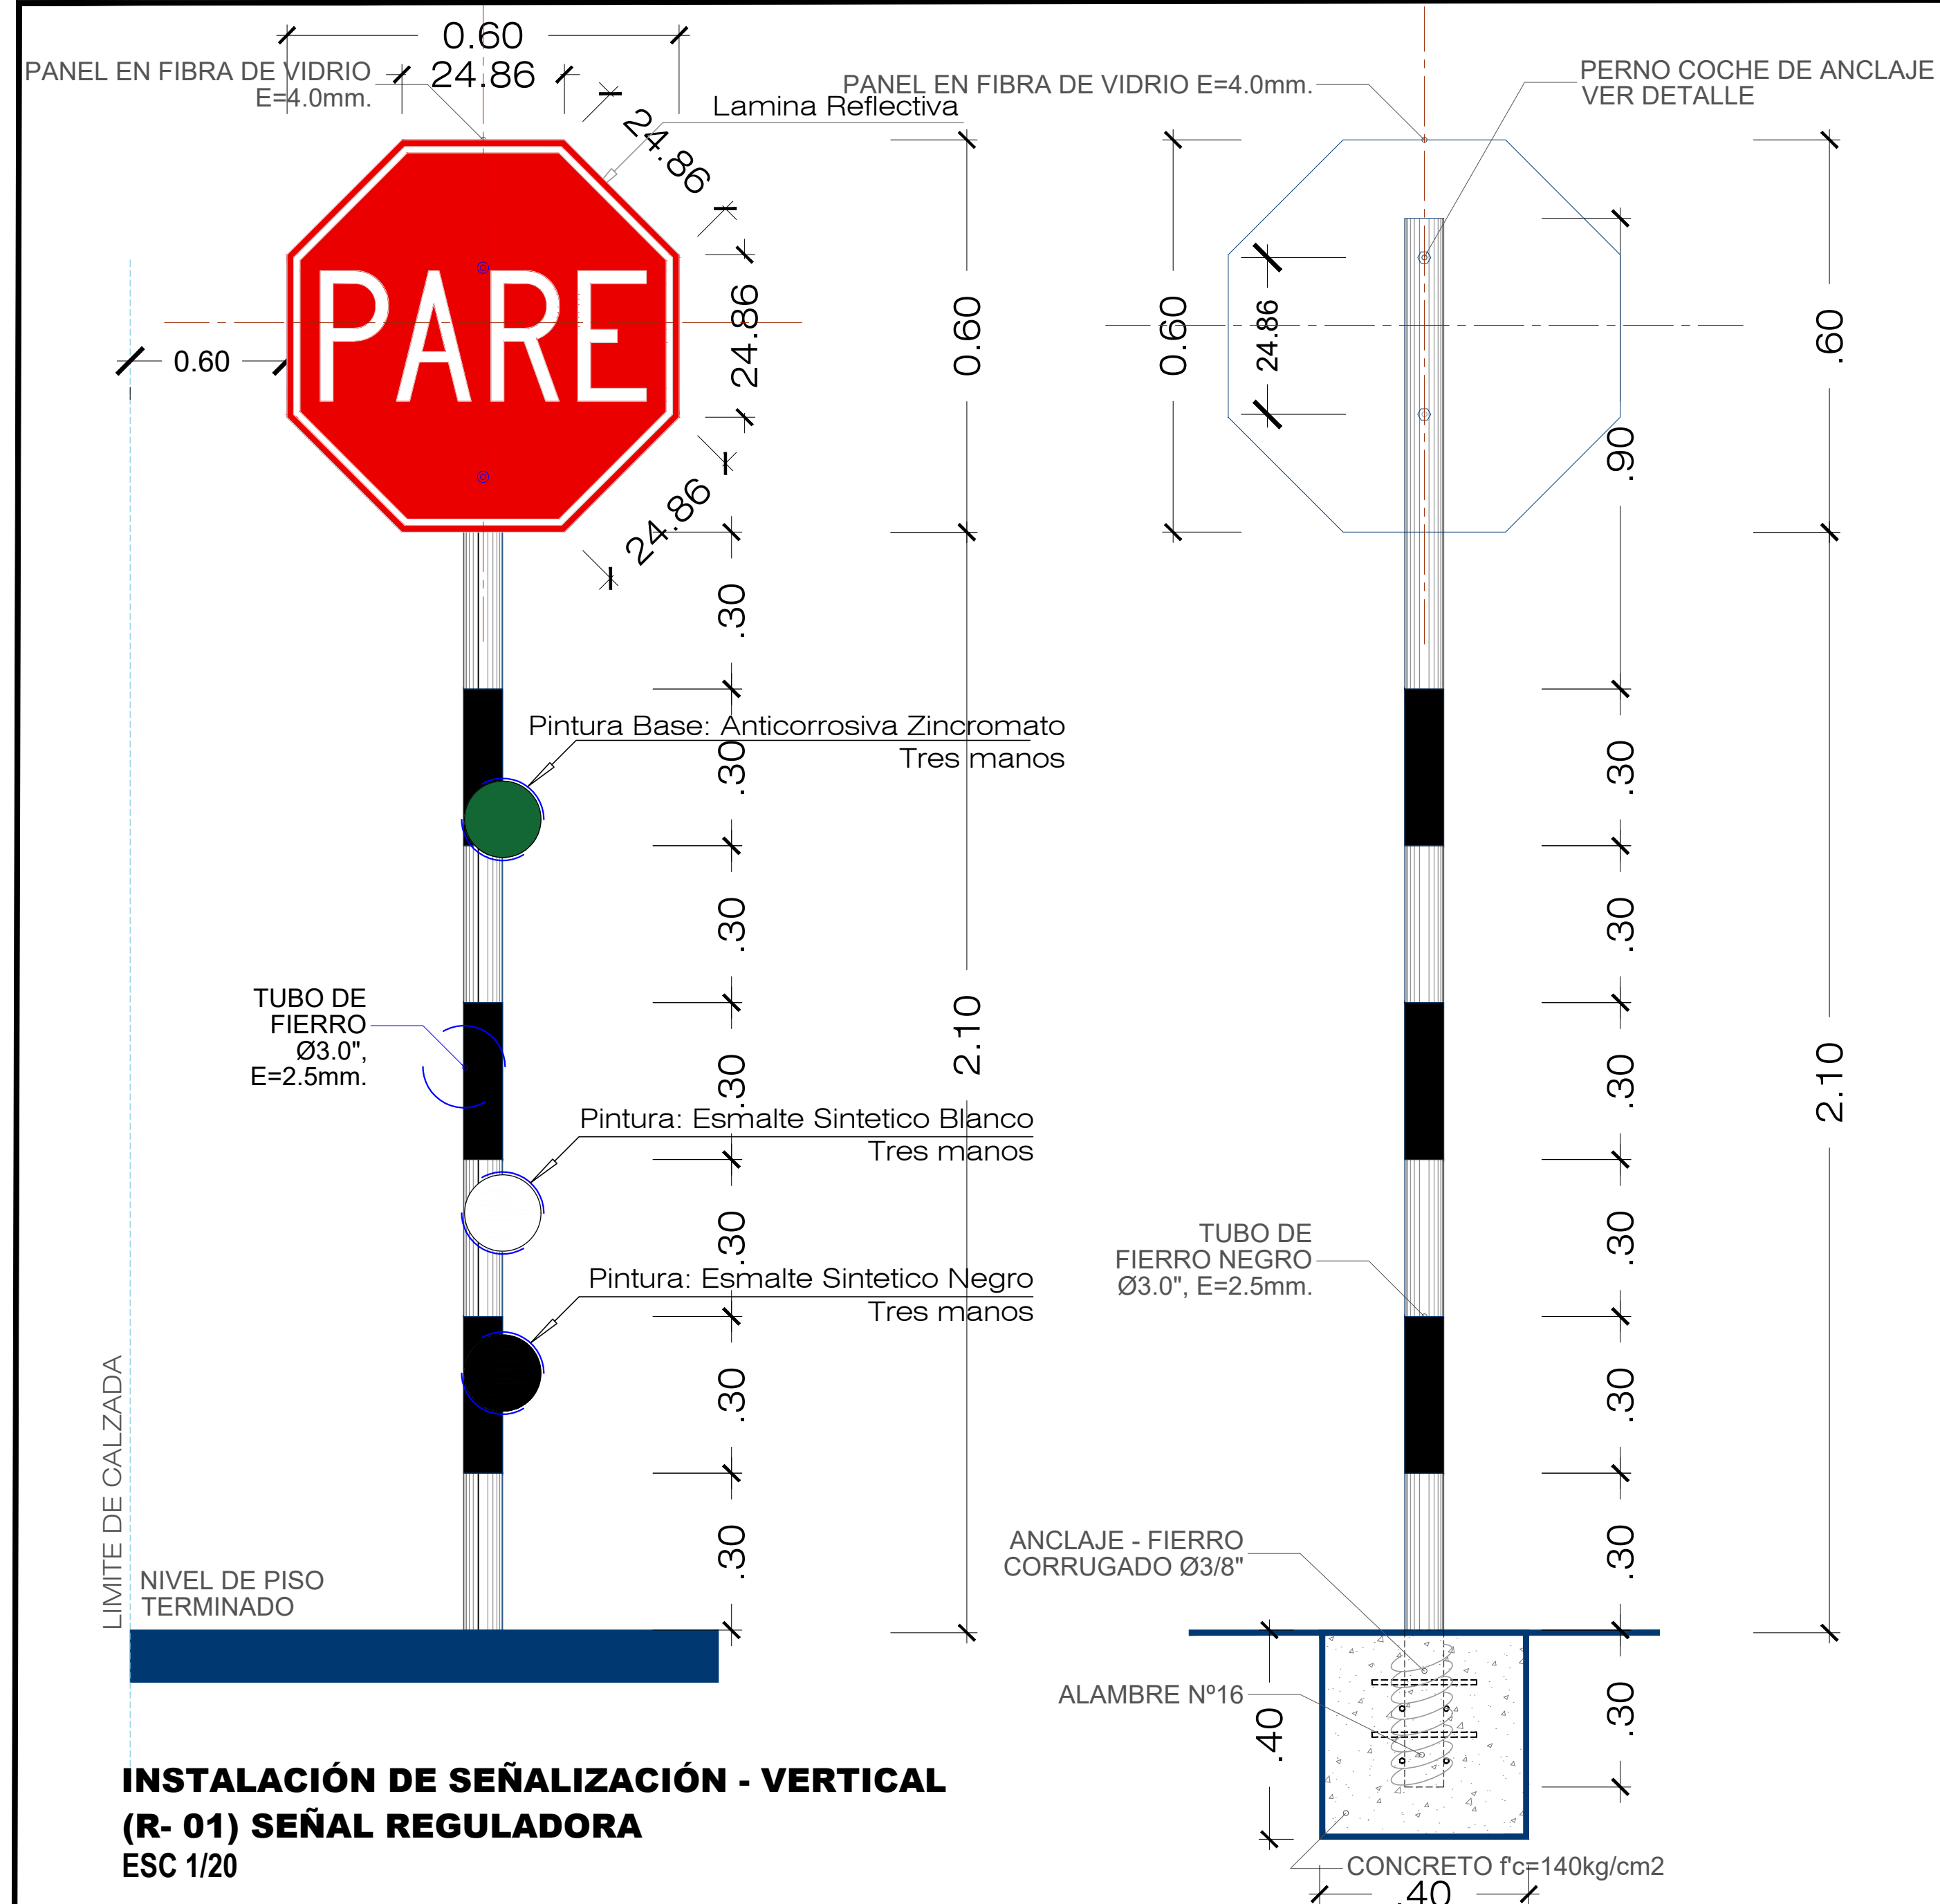 0.60
24.86
PANEL EN FIBRA DE VIDRIO
E=4.0mm.
Lamina Reflectiva
24.86
24.86
24.86
0.60
PARE
0.60
.30
.30
.30
.30
.30
.30
.30
2.10
Pintura Base: Anticorrosiva Zincromato
Tres manos
TUBO DE
FIERRO
Ø3.0",
E=2.5mm.
Pintura: Esmalte Sintetico Blanco
Tres manos
Pintura: Esmalte Sintetico Negro
Tres manos
LIMITE DE CALZADA
NIVEL DE PISO
TERMINADO
PANEL EN FIBRA DE VIDRIO E=4.0mm.
PERNO COCHE DE ANCLAJE
VER DETALLE
0.60
24.86
.60
.90
.30
.30
.30
.30
.30
.30
2.10
TUBO DE
FIERRO NEGRO
Ø3.0", E=2.5mm.
ANCLAJE - FIERRO
CORRUGADO Ø3/8"
ALAMBRE Nº16
.40
.30
CONCRETO f'c=140kg/cm2
.40
INSTALACIÓN DE SEÑALIZACIÓN - VERTICAL
(R- 01) SEÑAL REGULADORA
ESC 1/20